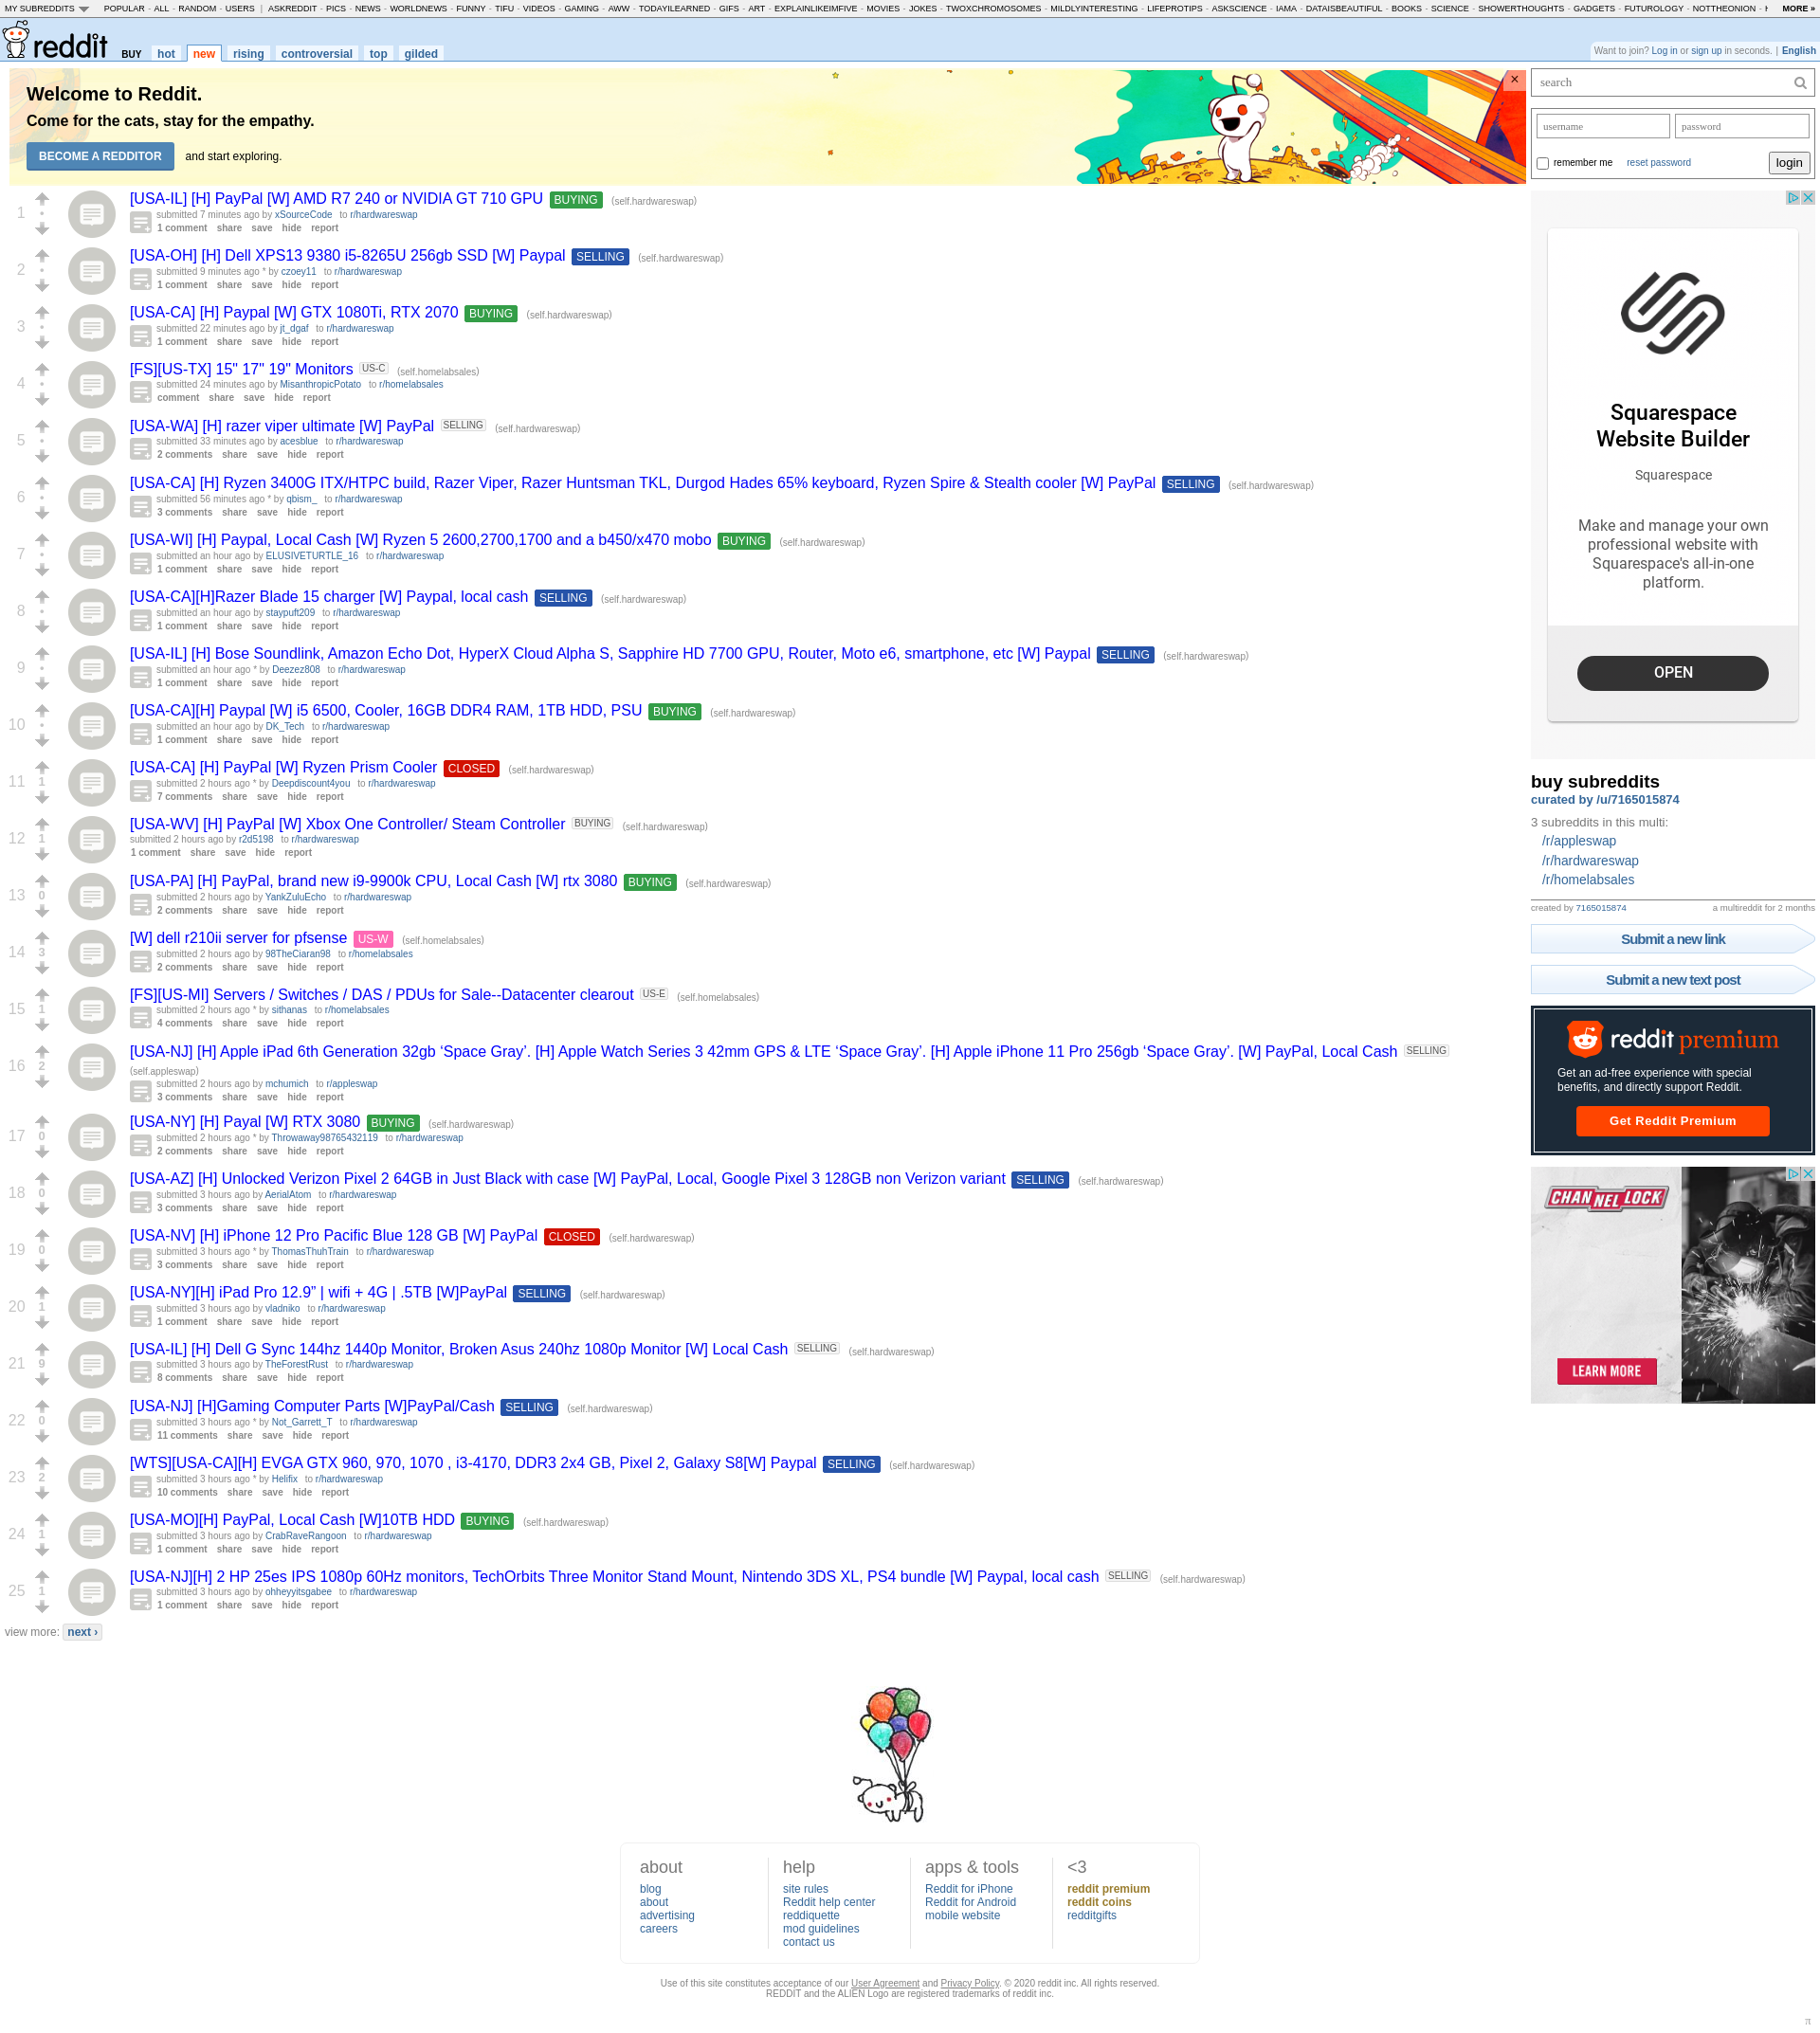 MY SUBREDDITS POPULAR - ALL - RANDOM - USERS | ASKREDDIT - PICS - NEWS - WORLDNEWS - FUNNY - TIFU - VIDEOS - GAMING - AWW - TODAYILEARNED - GIFS - ART - EXPLAINLIKEIMFIVE - MOVIES - JOKES - TWOXCHROMOSOMES - MILDLYINTERESTING - LIFEPROTIPS - ASKSCIENCE - IAMA - DATAISBEAUTIFUL - BOOKS - SCIENCE - SHOWERTHOUGHTS - GADGETS - FUTUROLOGY - NOTTHEONION - MORE »
reddit BUY hot new rising controversial top gilded
Want to join? Log in or sign up in seconds. | English
Welcome to Reddit.
Come for the cats, stay for the empathy.
BECOME A REDDITOR and start exploring.
×
1
[USA-IL] [H] PayPal [W] AMD R7 240 or NVIDIA GT 710 GPU BUYING (self.hardwareswap)
submitted 7 minutes ago by xSourceCode to r/hardwareswap
1 comment share save hide report
2
[USA-OH] [H] Dell XPS13 9380 i5-8265U 256gb SSD [W] Paypal SELLING (self.hardwareswap)
submitted 9 minutes ago * by czoey11 to r/hardwareswap
1 comment share save hide report
3
[USA-CA] [H] Paypal [W] GTX 1080Ti, RTX 2070 BUYING (self.hardwareswap)
submitted 22 minutes ago by jt_dgaf to r/hardwareswap
1 comment share save hide report
4
[FS][US-TX] 15" 17" 19" Monitors US-C (self.homelabsales)
submitted 24 minutes ago by MisanthropicPotato to r/homelabsales
comment share save hide report
5
[USA-WA] [H] razer viper ultimate [W] PayPal SELLING (self.hardwareswap)
submitted 33 minutes ago by acesblue to r/hardwareswap
2 comments share save hide report
6
[USA-CA] [H] Ryzen 3400G ITX/HTPC build, Razer Viper, Razer Huntsman TKL, Durgod Hades 65% keyboard, Ryzen Spire & Stealth cooler [W] PayPal SELLING (self.hardwareswap)
submitted 56 minutes ago * by qbism_ to r/hardwareswap
3 comments share save hide report
7
[USA-WI] [H] Paypal, Local Cash [W] Ryzen 5 2600,2700,1700 and a b450/x470 mobo BUYING (self.hardwareswap)
submitted an hour ago by ELUSIVETURTLE_16 to r/hardwareswap
1 comment share save hide report
8
[USA-CA][H]Razer Blade 15 charger [W] Paypal, local cash SELLING (self.hardwareswap)
submitted an hour ago by staypuft209 to r/hardwareswap
1 comment share save hide report
9
[USA-IL] [H] Bose Soundlink, Amazon Echo Dot, HyperX Cloud Alpha S, Sapphire HD 7700 GPU, Router, Moto e6, smartphone, etc [W] Paypal SELLING (self.hardwareswap)
submitted an hour ago * by Deezez808 to r/hardwareswap
1 comment share save hide report
10
[USA-CA][H] Paypal [W] i5 6500, Cooler, 16GB DDR4 RAM, 1TB HDD, PSU BUYING (self.hardwareswap)
submitted an hour ago by DK_Tech to r/hardwareswap
1 comment share save hide report
11 1
[USA-CA] [H] PayPal [W] Ryzen Prism Cooler CLOSED (self.hardwareswap)
submitted 2 hours ago * by Deepdiscount4you to r/hardwareswap
7 comments share save hide report
12 1
[USA-WV] [H] PayPal [W] Xbox One Controller/ Steam Controller BUYING (self.hardwareswap)
submitted 2 hours ago by r2d5198 to r/hardwareswap
1 comment share save hide report
13 0
[USA-PA] [H] PayPal, brand new i9-9900k CPU, Local Cash [W] rtx 3080 BUYING (self.hardwareswap)
submitted 2 hours ago by YankZuluEcho to r/hardwareswap
2 comments share save hide report
14 3
[W] dell r210ii server for pfsense US-W (self.homelabsales)
submitted 2 hours ago by 98TheCiaran98 to r/homelabsales
2 comments share save hide report
15 1
[FS][US-MI] Servers / Switches / DAS / PDUs for Sale--Datacenter clearout US-E (self.homelabsales)
submitted 2 hours ago * by sithanas to r/homelabsales
4 comments share save hide report
16 2
[USA-NJ] [H] Apple iPad 6th Generation 32gb ‘Space Gray’. [H] Apple Watch Series 3 42mm GPS & LTE ‘Space Gray’. [H] Apple iPhone 11 Pro 256gb ‘Space Gray’. [W] PayPal, Local Cash SELLING
(self.appleswap)
submitted 2 hours ago by mchumich to r/appleswap
3 comments share save hide report
17 0
[USA-NY] [H] Payal [W] RTX 3080 BUYING (self.hardwareswap)
submitted 2 hours ago * by Throwaway98765432119 to r/hardwareswap
2 comments share save hide report
18 0
[USA-AZ] [H] Unlocked Verizon Pixel 2 64GB in Just Black with case [W] PayPal, Local, Google Pixel 3 128GB non Verizon variant SELLING (self.hardwareswap)
submitted 3 hours ago by AerialAtom to r/hardwareswap
3 comments share save hide report
19 0
[USA-NV] [H] iPhone 12 Pro Pacific Blue 128 GB [W] PayPal CLOSED (self.hardwareswap)
submitted 3 hours ago * by ThomasThuhTrain to r/hardwareswap
3 comments share save hide report
20 1
[USA-NY][H] iPad Pro 12.9” | wifi + 4G | .5TB [W]PayPal SELLING (self.hardwareswap)
submitted 3 hours ago by vladniko to r/hardwareswap
1 comment share save hide report
21 9
[USA-IL] [H] Dell G Sync 144hz 1440p Monitor, Broken Asus 240hz 1080p Monitor [W] Local Cash SELLING (self.hardwareswap)
submitted 3 hours ago by TheForestRust to r/hardwareswap
8 comments share save hide report
22 0
[USA-NJ] [H]Gaming Computer Parts [W]PayPal/Cash SELLING (self.hardwareswap)
submitted 3 hours ago * by Not_Garrett_T to r/hardwareswap
11 comments share save hide report
23 2
[WTS][USA-CA][H] EVGA GTX 960, 970, 1070 , i3-4170, DDR3 2x4 GB, Pixel 2, Galaxy S8[W] Paypal SELLING (self.hardwareswap)
submitted 3 hours ago * by Helifix to r/hardwareswap
10 comments share save hide report
24 1
[USA-MO][H] PayPal, Local Cash [W]10TB HDD BUYING (self.hardwareswap)
submitted 3 hours ago by CrabRaveRangoon to r/hardwareswap
1 comment share save hide report
25 1
[USA-NJ][H] 2 HP 25es IPS 1080p 60Hz monitors, TechOrbits Three Monitor Stand Mount, Nintendo 3DS XL, PS4 bundle [W] Paypal, local cash SELLING (self.hardwareswap)
submitted 3 hours ago by ohheyyitsgabee to r/hardwareswap
1 comment share save hide report
view more: next ›
search
username password
remember me reset password login
Squarespace
Website Builder
Squarespace
Make and manage your own
professional website with
Squarespace's all-in-one
platform.
OPEN
buy subreddits
curated by /u/7165015874
3 subreddits in this multi:
/r/appleswap
/r/hardwareswap
/r/homelabsales
created by 7165015874 a multireddit for 2 months
Submit a new link
Submit a new text post
reddit premium
Get an ad-free experience with special
benefits, and directly support Reddit.
Get Reddit Premium
CHANNELLOCK
LEARN MORE
about
blog
about
advertising
careers
help
site rules
Reddit help center
reddiquette
mod guidelines
contact us
apps & tools
Reddit for iPhone
Reddit for Android
mobile website
<3
reddit premium
reddit coins
redditgifts
Use of this site constitutes acceptance of our User Agreement and Privacy Policy. © 2020 reddit inc. All rights reserved.
REDDIT and the ALIEN Logo are registered trademarks of reddit inc.
π